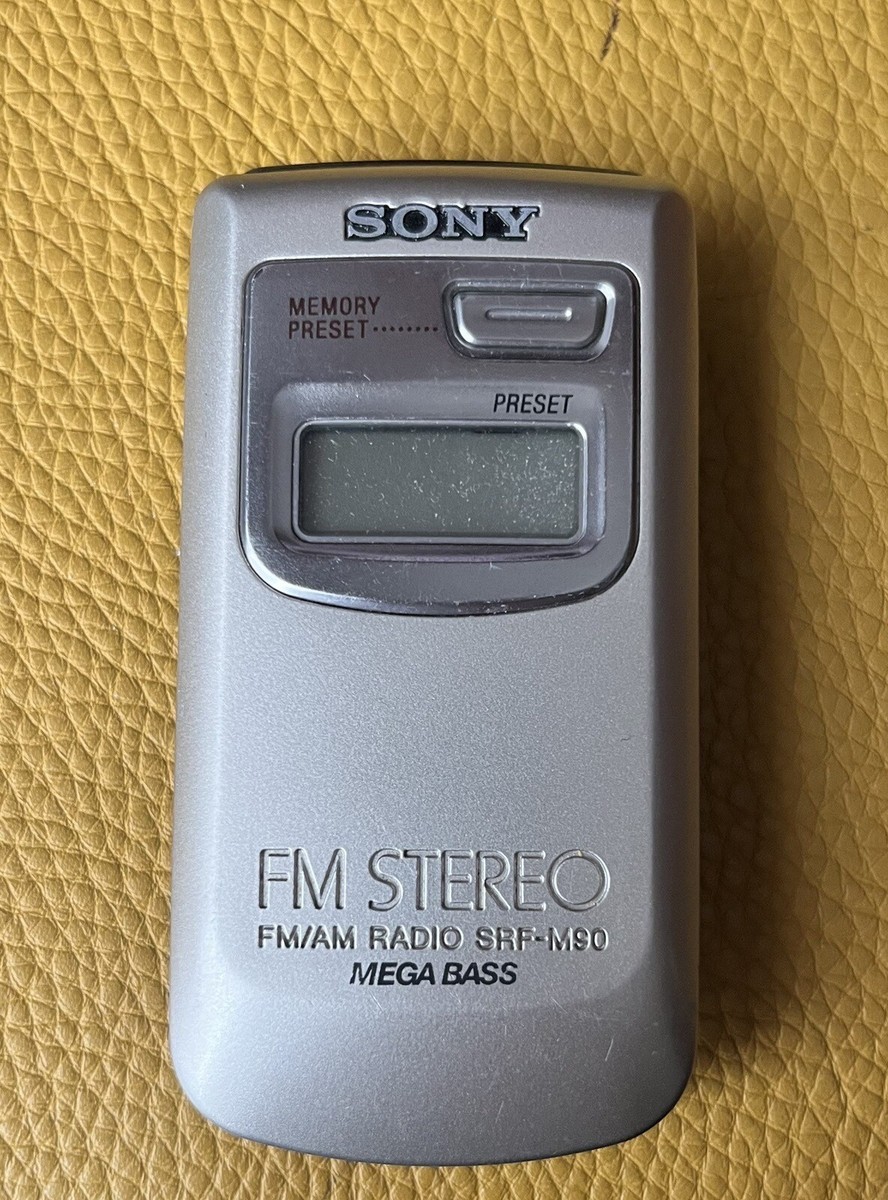 SONY
MEMORY
PRESET········
PRESET
FM STEREO
FM/AM RADIO SRF-M90
MEGA BASS